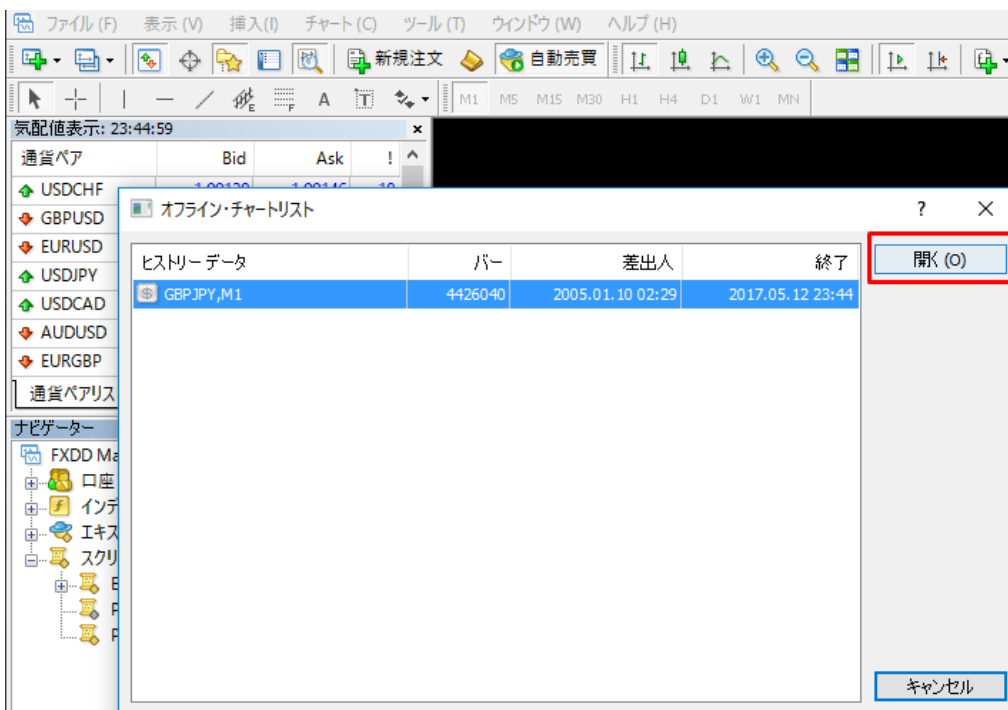 ファイル (F) 表示 (V) 挿入(I) チャート (C) ツール (T) ウィンドウ (W) ヘルプ (H)
新規注文 自動売買
E F A T M1 M5 M15 M30 H1 H4 D1 W1 MN
気配値表示: 23:44:59
通貨ペア Bid Ask !
USDCHF
GBPUSD
EURUSD
USDJPY
USDCAD
AUDUSD
EURGBP
通貨ペアリス
オフライン・チャートリスト ?
ヒストリー データ バー 差出人 終了
GBPJPY,M1 4426040 2005.01.10 02:29 2017.05.12 23:44
開く (O)
キャンセル
ナビゲーター
FXDD Ma
口座
インデ
エキス
スクリ
E
P
P